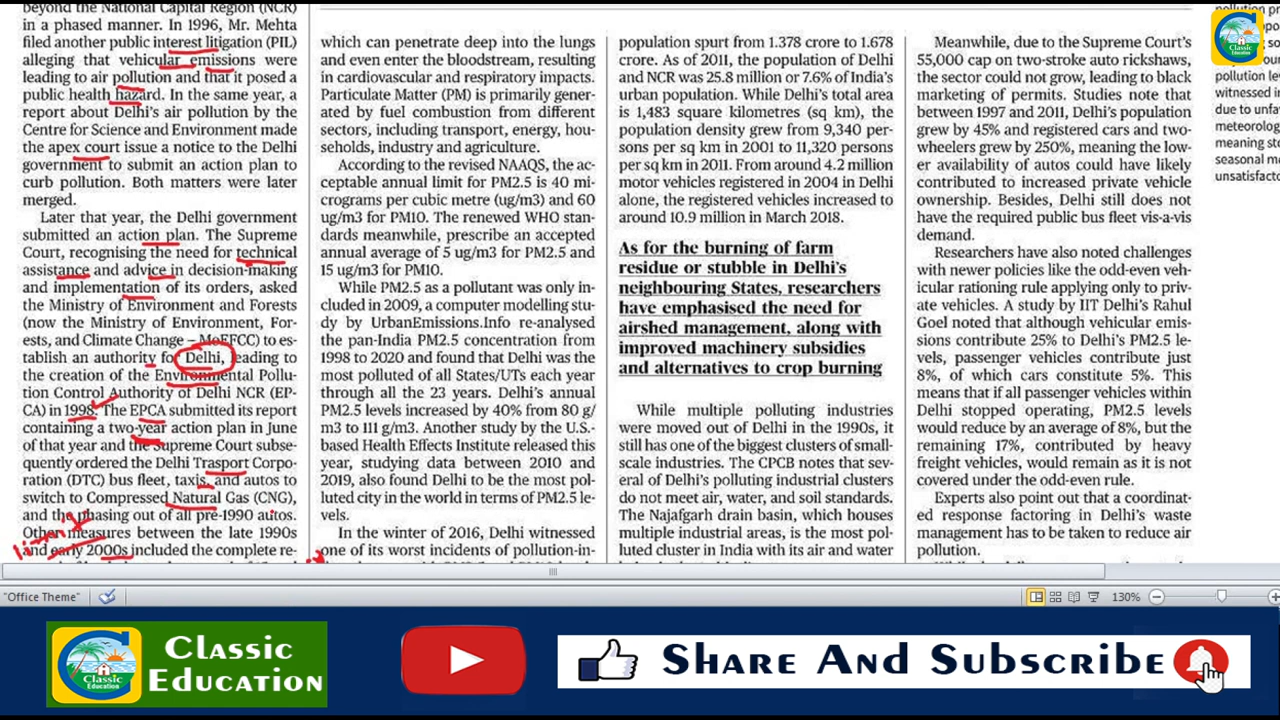 beyond the National Capital Region (NCR)
in a phased manner. In 1996, Mr. Mehta
filed another public interest litigation (PIL)
alleging that vehicular emissions were
leading to air pollution and that it posed a
public health hazard. In the same year, a
report about Delhi's air pollution by the
Centre for Science and Environment made
the apex court issue a notice to the Delhi
government to submit an action plan to
curb pollution. Both matters were later
merged.
Later that year, the Delhi government
submitted an action plan. The Supreme
Court, recognising the need for technical
assistance and advice in decision-making
and implementation of its orders, asked
the Ministry of Environment and Forests
(now the Ministry of Environment, For-
ests, and Climate Change – MoEFCC) to es-
tablish an authority for Delhi, leading to
the creation of the Environmental Pollu-
tion Control Authority of Delhi NCR (EP-
CA) in 1998. The EPCA submitted its report
containing a two-year action plan in June
of that year and the Supreme Court subse-
quently ordered the Delhi Trasport Corpo-
ration (DTC) bus fleet, taxis, and autos to
switch to Compressed Natural Gas (CNG),
and the phasing out of all pre-1990 autos.
Other measures between the late 1990s
and early 2000s included the complete re-
which can penetrate deep into the lungs
and even enter the bloodstream, resulting
in cardiovascular and respiratory impacts.
Particulate Matter (PM) is primarily gener-
ated by fuel combustion from different
sectors, including transport, energy, hou-
seholds, industry and agriculture.
According to the revised NAAQS, the ac-
ceptable annual limit for PM2.5 is 40 mi-
crograms per cubic metre (ug/m3) and 60
ug/m3 for PM10. The renewed WHO stan-
dards meanwhile, prescribe an accepted
annual average of 5 ug/m3 for PM2.5 and
15 ug/m3 for PM10.
While PM2.5 as a pollutant was only in-
cluded in 2009, a computer modelling stu-
dy by UrbanEmissions.Info re-analysed
the pan-India PM2.5 concentration from
1998 to 2020 and found that Delhi was the
most polluted of all States/UTs each year
through all the 23 years. Delhi's annual
PM2.5 levels increased by 40% from 80 g/
m3 to 111 g/m3. Another study by the U.S.-
based Health Effects Institute released this
year, studying data between 2010 and
2019, also found Delhi to be the most pol-
luted city in the world in terms of PM2.5 le-
vels.
In the winter of 2016, Delhi witnessed
one of its worst incidents of pollution-in-
population spurt from 1.378 crore to 1.678
crore. As of 2011, the population of Delhi
and NCR was 25.8 million or 7.6% of India's
urban population. While Delhi's total area
is 1,483 square kilometres (sq km), the
population density grew from 9,340 per-
sons per sq km in 2001 to 11,320 persons
per sq km in 2011. From around 4.2 million
motor vehicles registered in 2004 in Delhi
alone, the registered vehicles increased to
around 10.9 million in March 2018.
As for the burning of farm
residue or stubble in Delhi's
neighbouring States, researchers
have emphasised the need for
airshed management, along with
improved machinery subsidies
and alternatives to crop burning
While multiple polluting industries
were moved out of Delhi in the 1990s, it
still has one of the biggest clusters of small-
scale industries. The CPCB notes that sev-
eral of Delhi's polluting industrial clusters
do not meet air, water, and soil standards.
The Najafgarh drain basin, which houses
multiple industrial areas, is the most pol-
luted cluster in India with its air and water
Meanwhile, due to the Supreme Court's
55,000 cap on two-stroke auto rickshaws,
the sector could not grow, leading to black
marketing of permits. Studies note that
between 1997 and 2011, Delhi's population
grew by 45% and registered cars and two-
wheelers grew by 250%, meaning the low-
er availability of autos could have likely
contributed to increased private vehicle
ownership. Besides, Delhi still does not
have the required public bus fleet vis-a-vis
demand.
Researchers have also noted challenges
with newer policies like the odd-even veh-
icular rationing rule applying only to priv-
ate vehicles. A study by IIT Delhi's Rahul
Goel noted that although vehicular emis-
sions contribute 25% to Delhi's PM2.5 le-
vels, passenger vehicles contribute just
8%, of which cars constitute 5%. This
means that if all passenger vehicles within
Delhi stopped operating, PM2.5 levels
would reduce by an average of 8%, but the
remaining 17%, contributed by heavy
freight vehicles, would remain as it is not
covered under the odd-even rule.
Experts also point out that a coordinat-
ed response factoring in Delhi's waste
management has to be taken to reduce air
pollution.
pollution le
witnessed in
due to unfa
meteorolog
meaning sto
seasonal me
unsatisfacto
Classic
Education
"Office Theme"
130%
Classic
Education
Classic
Education
Share And Subscribe